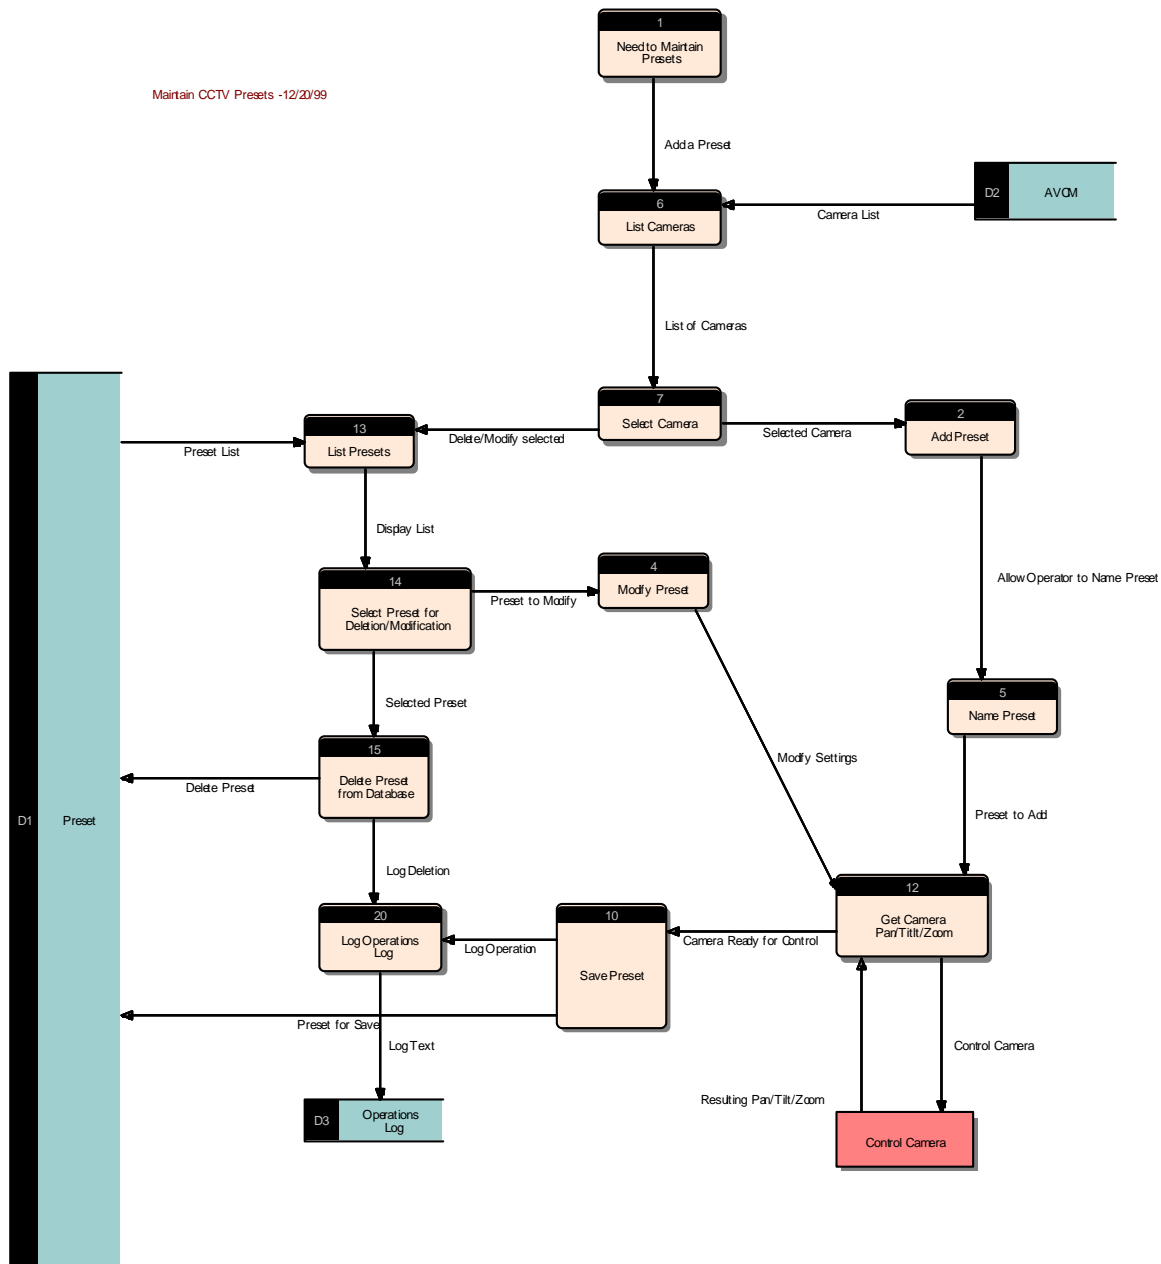 1
Need to Maintain
Presets
Maintain CCTV Presets -12/20/99
Add a Preset
D2
AVCM
6
List Cameras
Camera List
List of Cameras
7
Select Camera
2
Add Preset
13
List Presets
Delete/Modify selected
Selected Camera
Preset List
Display List
14
Select Preset for
Deletion/Modification
Preset to Modify
4
Modify Preset
Allow Operator to Name Preset
5
Name Preset
Selected Preset
15
Delete Preset
from Database
Delete Preset
Modify Settings
D1
Preset
Preset to Add
Log Deletion
12
Get Camera
Pan/Titlt/Zoom
20
Log Operations
Log
10
Save Preset
Log Operation
Camera Ready for Control
Preset for Save
Log Text
Control Camera
Resulting Pan/Tilt/Zoom
D3
Operations
Log
Control Camera